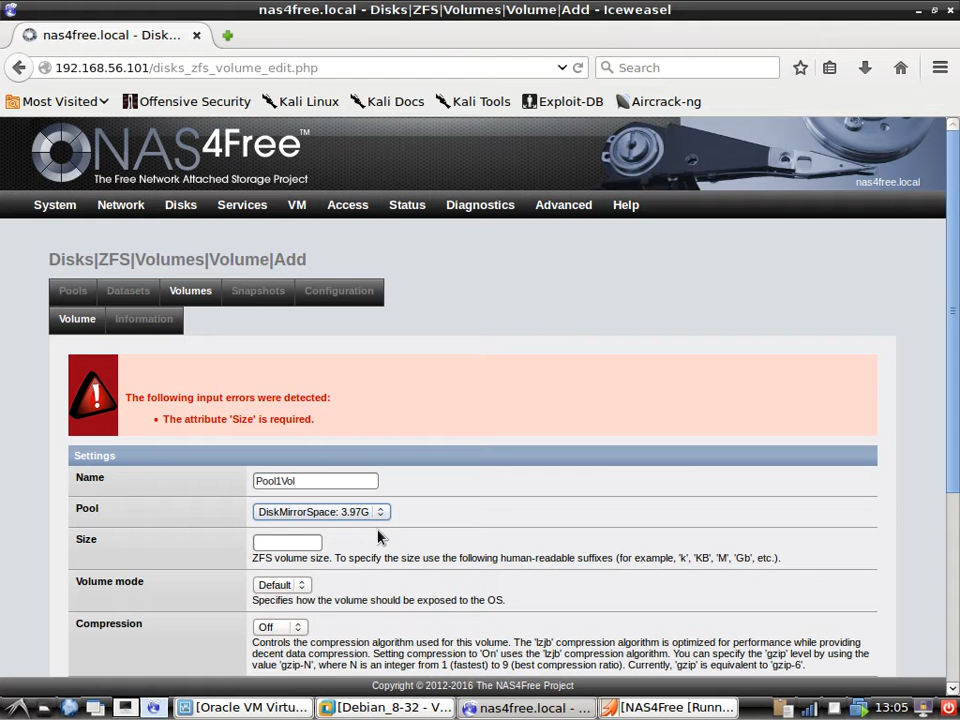 nas4free.local - Disks|ZFS|Volumes|Volume|Add - Iceweasel
nas4free.local - Disk...
192.168.56.101/disks_zfs_volume_edit.php
Search
Most Visited
Offensive Security
Kali Linux
Kali Docs
Kali Tools
Exploit-DB
Aircrack-ng
NAS4Free™
The Free Network Attached Storage Project
nas4free.local
System Network Disks Services VM Access Status Diagnostics Advanced Help
Disks|ZFS|Volumes|Volume|Add
Pools Datasets Volumes Snapshots Configuration
Volume Information
The following input errors were detected:
• The attribute 'Size' is required.
Settings
Name
Pool1Vol
Pool
DiskMirrorSpace: 3.97G
Size
ZFS volume size. To specify the size use the following human-readable suffixes (for example, 'k', 'KB', 'M', 'Gb', etc.).
Volume mode
Default
Specifies how the volume should be exposed to the OS.
Compression
Off
Controls the compression algorithm used for this volume. The 'lzjb' compression algorithm is optimized for performance while providing
decent data compression. Setting compression to 'On' uses the 'lzjb' compression algorithm. You can specify the 'gzip' level by using the
value 'gzip-N', where N is an integer from 1 (fastest) to 9 (best compression ratio). Currently, 'gzip' is equivalent to 'gzip-6'.
Copyright © 2012-2016 The NAS4Free Project
[Oracle VM Virtu...
[Debian_8-32 - V...
nas4free.local - ...
[NAS4Free [Runn...
13:05